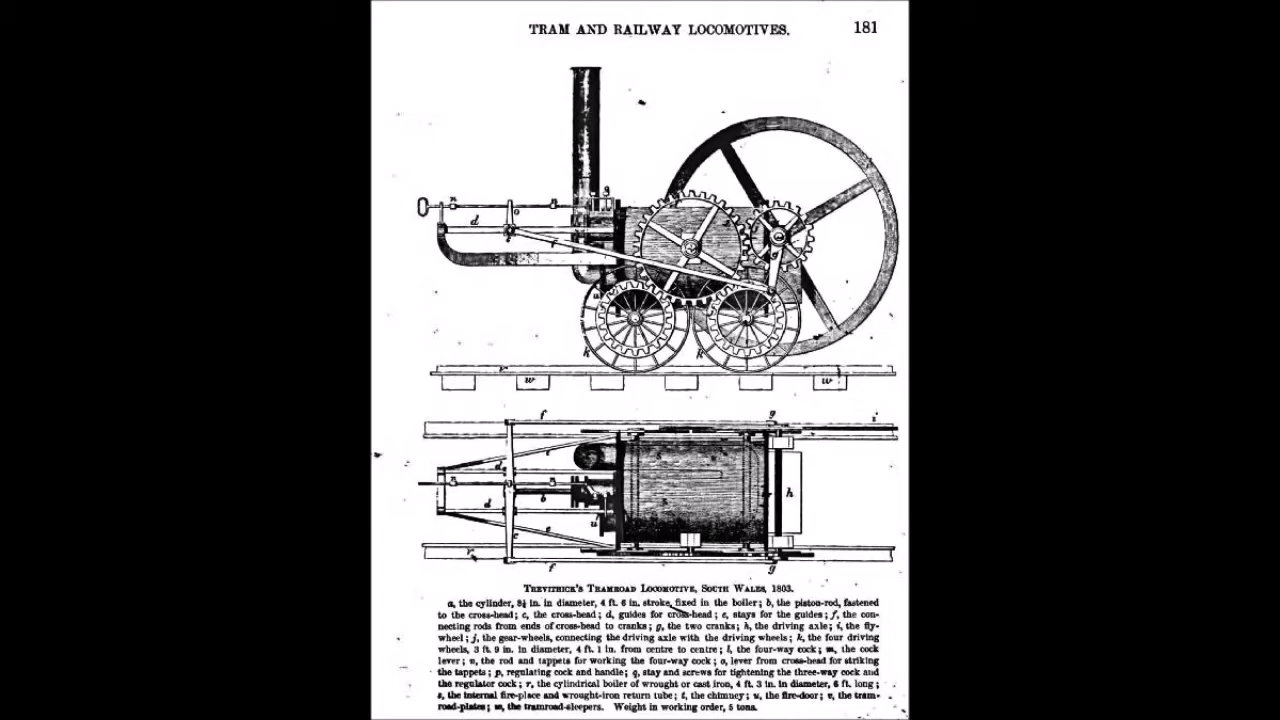 TRAM AND RAILWAY LOCOMOTIVES. 181
n n 8
d o
f
g
u
k k
v
w w
f g i
e
d
n n
b h
d
u
e
c
r
f g
TREVITHICK'S TRAMROAD LOCOMOTIVE, SOUTH WALES, 1803.
a, the cylinder, 8¼ in. in diameter, 4 ft. 6 in. stroke, fixed in the boiler; b, the piston-rod, fastened
to the cross-head; c, the cross-head; d, guides for cross-head; e, stays for the guides; f, the con-
necting rods from ends of cross-head to cranks; g, the two cranks; h, the driving axle; i, the fly-
wheel; j, the gear-wheels, connecting the driving axle with the driving wheels; k, the four driving
wheels, 3 ft. 9 in. in diameter, 4 ft. 1 in. from centre to centre; l, the four-way cock; m, the cock
lever; n, the rod and tappets for working the four-way cock; o, lever from cross-head for striking
the tappets; p, regulating cock and handle; q, stay and screws for tightening the three-way cock and
the regulator cock; r, the cylindrical boiler of wrought or cast iron, 4 ft. 3 in. in diameter, 6 ft. long;
s, the internal fire-place and wrought-iron return tube; t, the chimney; u, the fire-door; v, the tram-
road-plates; w, the tramroad-sleepers. Weight in working order, 5 tons.